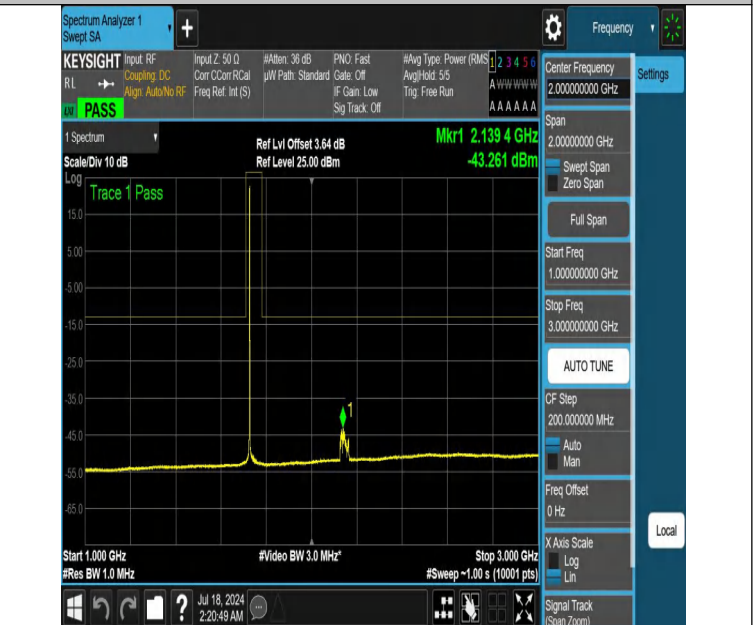 Spectrum Analyzer 1
Swept SA
+
Frequency
KEYSIGHT
RL
PASS
Input: RF
Coupling: DC
Align: Auto/No RF
Input Z: 50 Ω
Corr CCorr RCal
Freq Ref: Int (S)
#Atten: 36 dB
µW Path: Standard
PNO: Fast
Gate: Off
IF Gain: Low
Sig Track: Off
#Avg Type: Power (RMS
Avg|Hold: 5/5
Trig: Free Run
1 2 3 4 5 6
A W W W W W
A A A A A A
1 Spectrum
Scale/Div 10 dB
Ref Lvl Offset 3.64 dB
Ref Level 25.00 dBm
Mkr1 2.139 4 GHz
-43.261 dBm
Log
Trace 1 Pass
15.0
5.00
-5.00
-15.0
-25.0
-35.0
-45.0
-55.0
-65.0
1
Start 1.000 GHz
#Res BW 1.0 MHz
#Video BW 3.0 MHz*
Stop 3.000 GHz
#Sweep ~1.00 s (10001 pts)
Jul 18, 2024
2:20:49 AM
?
Center Frequency
2.000000000 GHz
Settings
Span
2.00000000 GHz
Swept Span
Zero Span
Full Span
Start Freq
1.000000000 GHz
Stop Freq
3.000000000 GHz
AUTO TUNE
CF Step
200.000000 MHz
Auto
Man
Freq Offset
0 Hz
X Axis Scale
Log
Lin
Local
Signal Track
(Span Zoom)